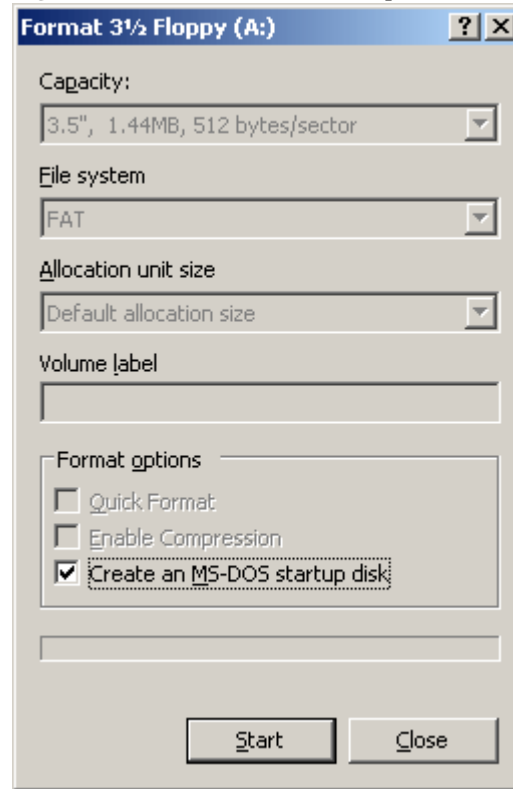 Format 3½ Floppy (A:)
Capacity:
3.5", 1.44MB, 512 bytes/sector
File system
FAT
Allocation unit size
Default allocation size
Volume label
Format options
Quick Format
Enable Compression
Create an MS-DOS startup disk
Start Close